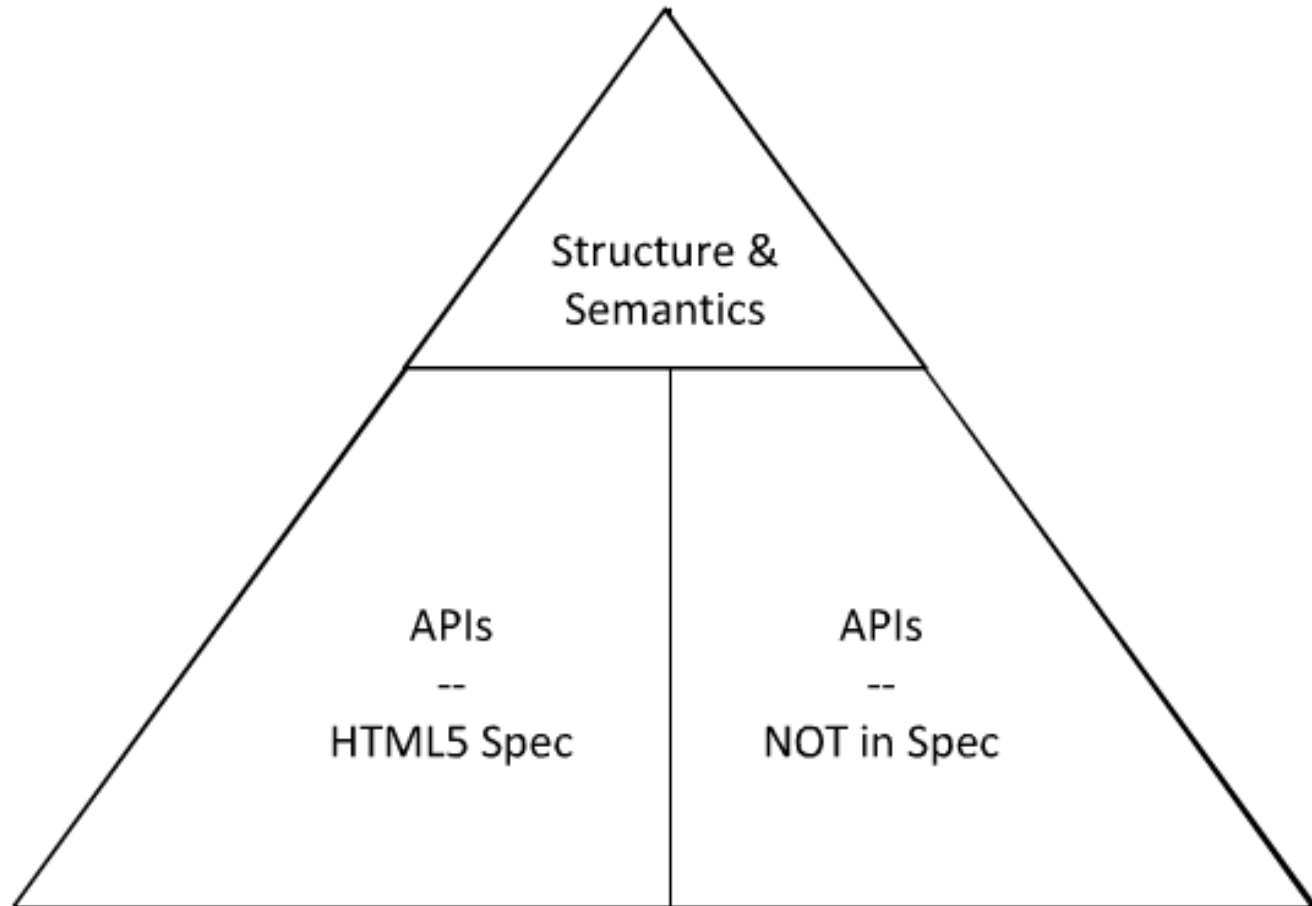 Structure &
Semantics
APIs
--
HTML5 Spec
APIs
--
NOT in Spec